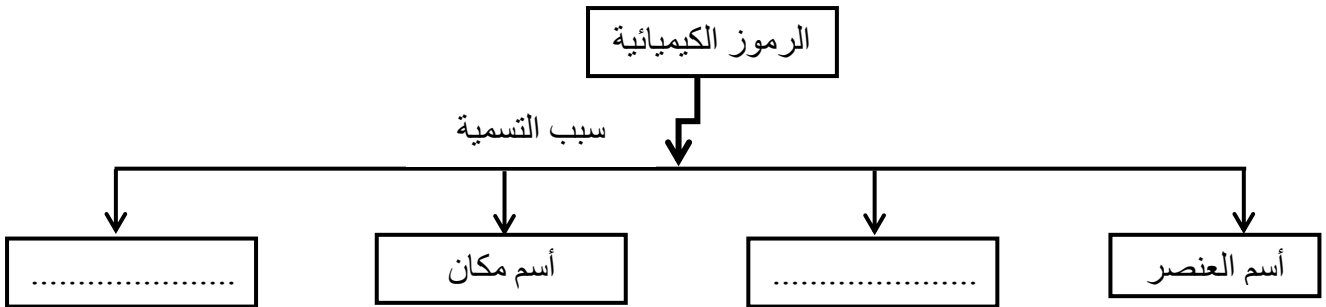 الرموز الكيميائية
سبب التسمية
أسم العنصر
.....................
أسم مكان
.....................